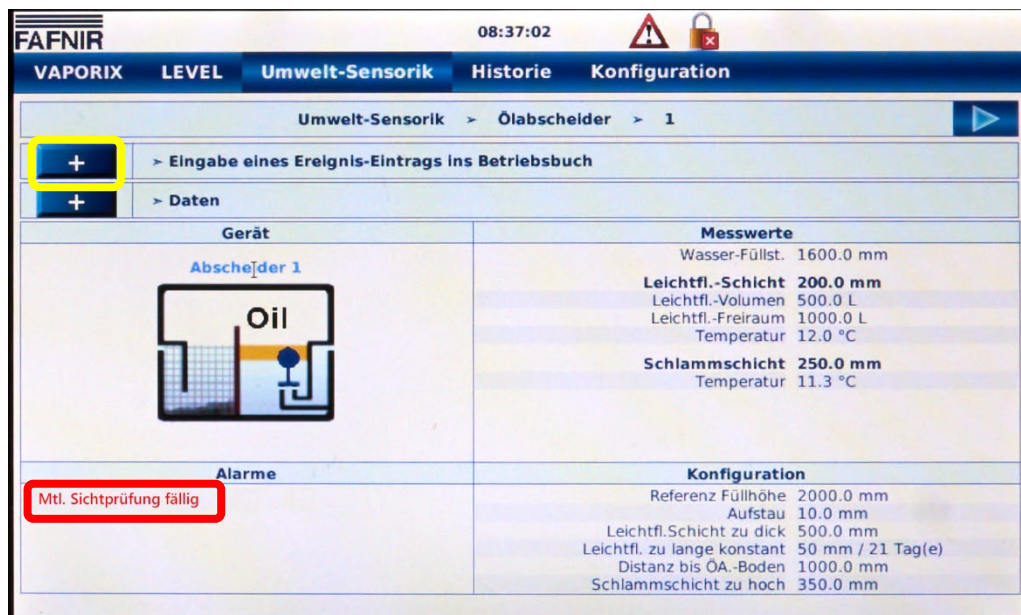 FAFNIR
08:37:02
VAPORIX LEVEL Umwelt-Sensorik Historie Konfiguration
Umwelt-Sensorik > Ölabscheider > 1
+ > Eingabe eines Ereignis-Eintrags ins Betriebsbuch
+ > Daten
Gerät
Abscheider 1
Oil
Messwerte
Wasser-Füllst. 1600.0 mm
Leichtfl.-Schicht 200.0 mm
Leichtfl.-Volumen 500.0 L
Leichtfl.-Freiraum 1000.0 L
Temperatur 12.0 °C
Schlammschicht 250.0 mm
Temperatur 11.3 °C
Alarme
Mtl. Sichtprüfung fällig
Konfiguration
Referenz Füllhöhe 2000.0 mm
Aufstau 10.0 mm
Leichtfl.Schicht zu dick 500.0 mm
Leichtfl. zu lange konstant 50 mm / 21 Tag(e)
Distanz bis ÖA.-Boden 1000.0 mm
Schlammschicht zu hoch 350.0 mm